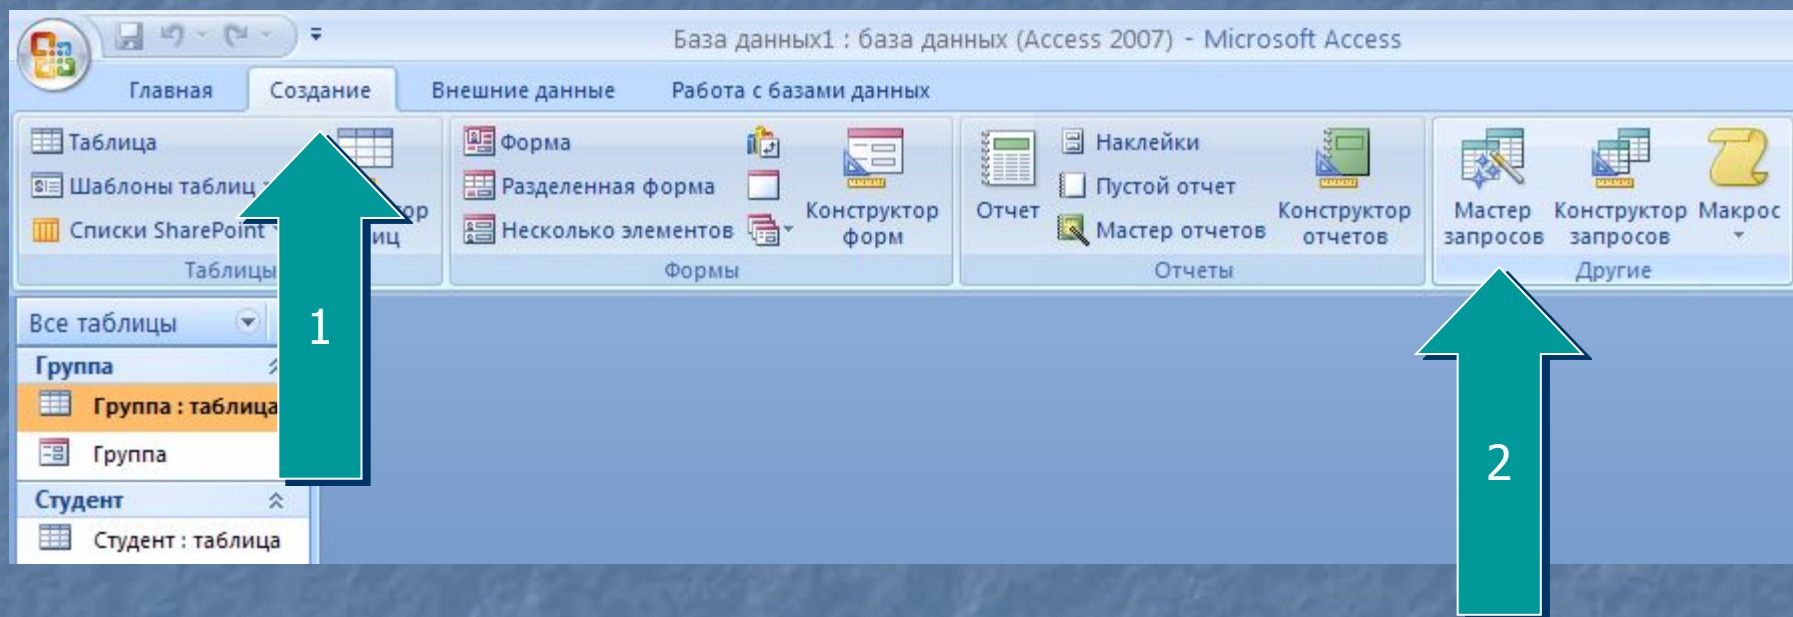 База данных1 : база данных (Access 2007) - Microsoft Access
Главная Создание Внешние данные Работа с базами данных
Таблица
Шаблоны таблиц
Списки SharePoint
Таблицы
Форма
Разделенная форма
Несколько элементов
Конструктор
форм
Формы
Отчет
Наклейки
Пустой отчет
Мастер отчетов
Конструктор
отчетов
Отчеты
Мастер
запросов
Конструктор
запросов
Макрос
Другие
Все таблицы
Группа
Группа : таблица
Группа
Студент
Студент : таблица
1
2